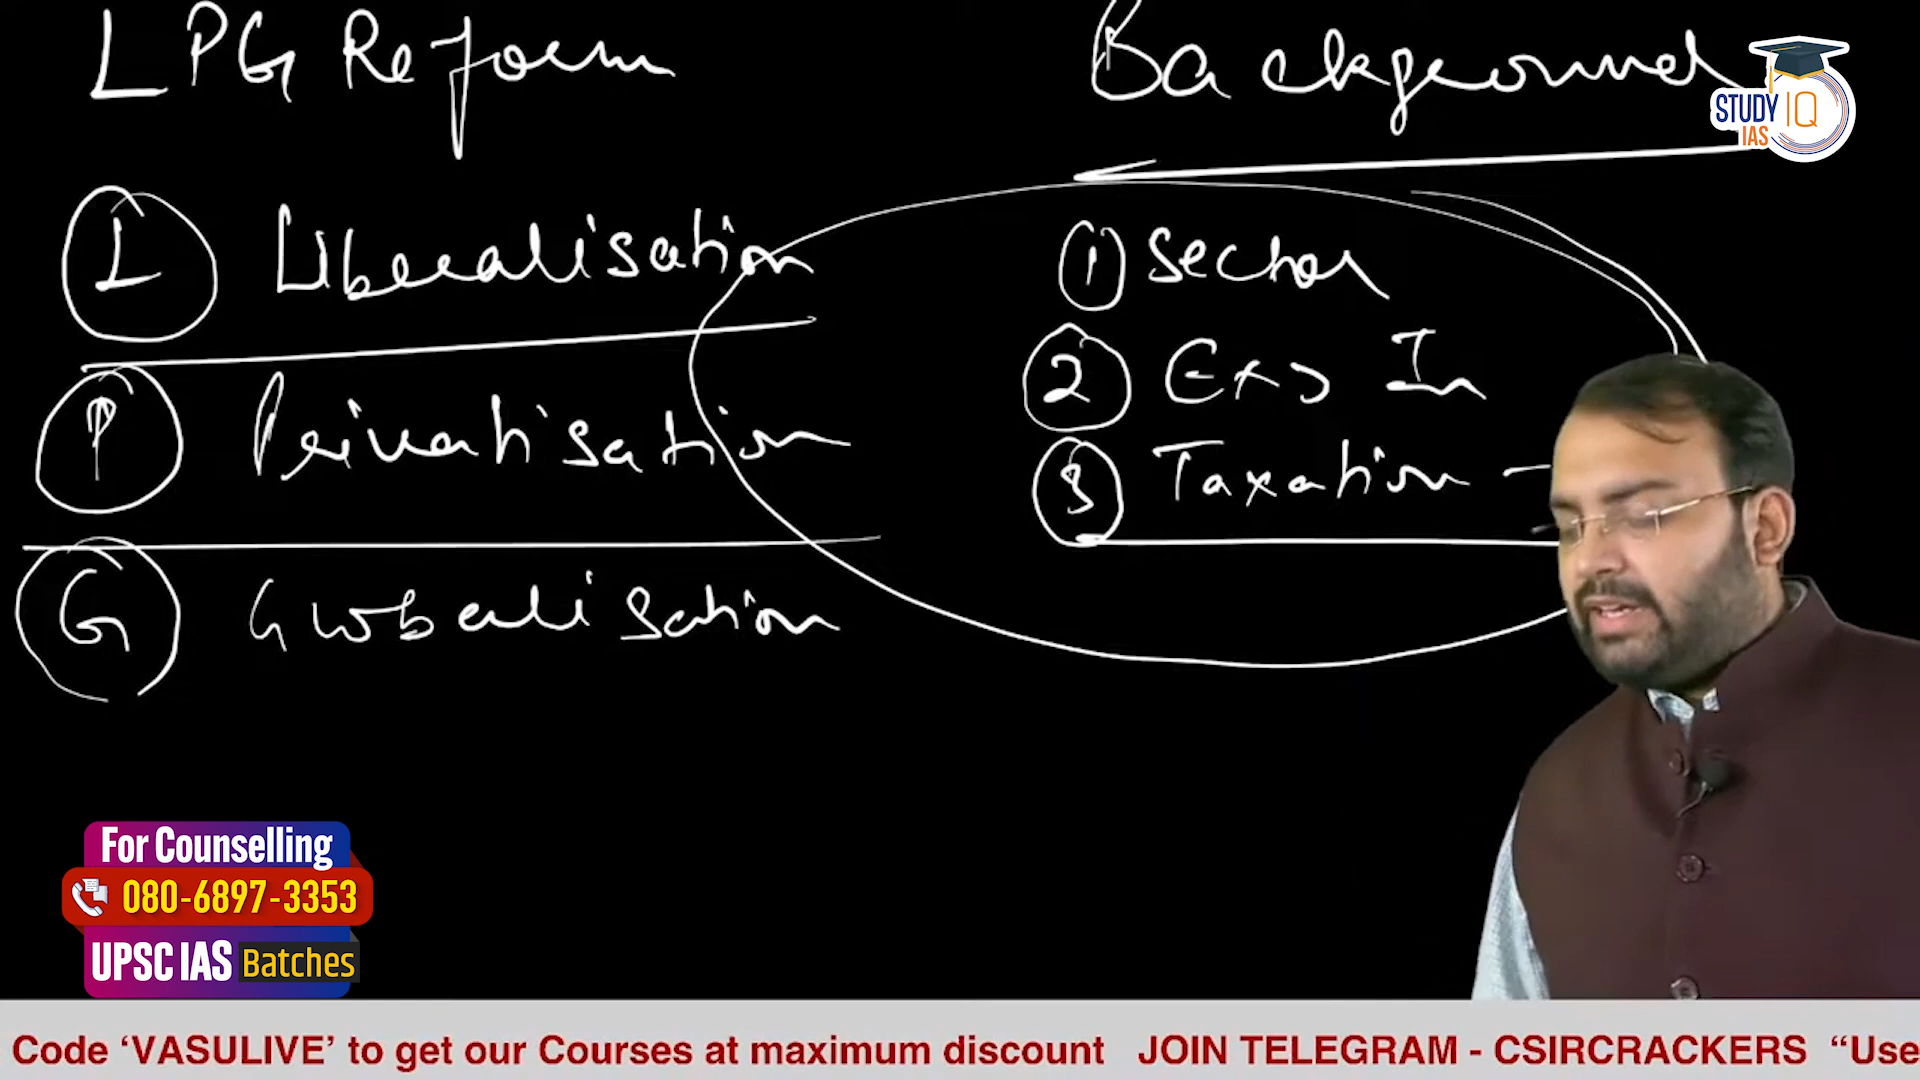 LPG Reform
L Liberalisation
P Privatisation
G Globalisation
Background
1 Sector
2 In
3 Taxation -
STUDY IQ
IAS
For Counselling
080-6897-3353
UPSC IAS Batches
Code ‘VASULIVE’ to get our Courses at maximum discount JOIN TELEGRAM - CSIRCRACKERS “Use